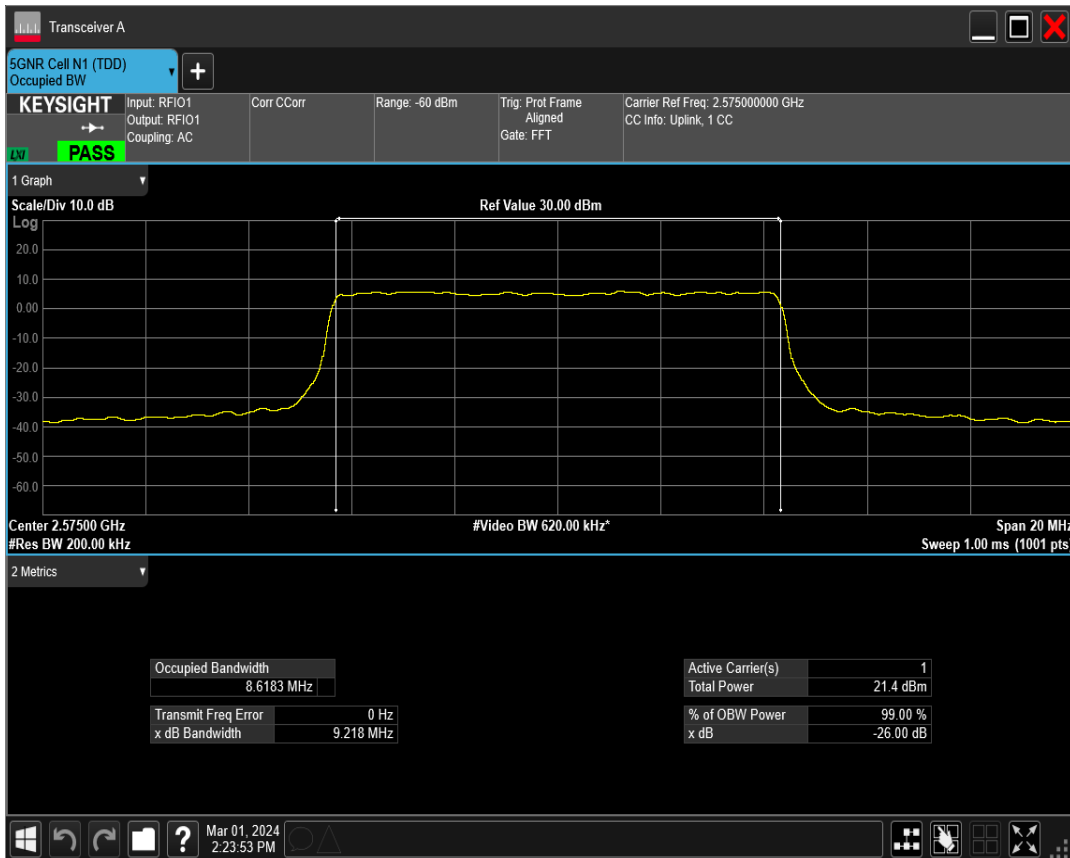 Transceiver A
5GNR Cell N1 (TDD)
Occupied BW
+
KEYSIGHT
LXI
PASS
Input: RFIO1
Output: RFIO1
Coupling: AC
Corr CCorr
Range: -60 dBm
Trig: Prot Frame
Aligned
Gate: FFT
Carrier Ref Freq: 2.575000000 GHz
CC Info: Uplink, 1 CC
1 Graph
Scale/Div 10.0 dB
Ref Value 30.00 dBm
Log
20.0
10.0
0.00
-10.0
-20.0
-30.0
-40.0
-50.0
-60.0
Center 2.57500 GHz
#Video BW 620.00 kHz*
Span 20 MHz
#Res BW 200.00 kHz
Sweep 1.00 ms (1001 pts)
2 Metrics
Occupied Bandwidth
8.6183 MHz
Transmit Freq Error 0 Hz
x dB Bandwidth 9.218 MHz
Active Carrier(s) 1
Total Power 21.4 dBm
% of OBW Power 99.00 %
x dB -26.00 dB
?
Mar 01, 2024
2:23:53 PM